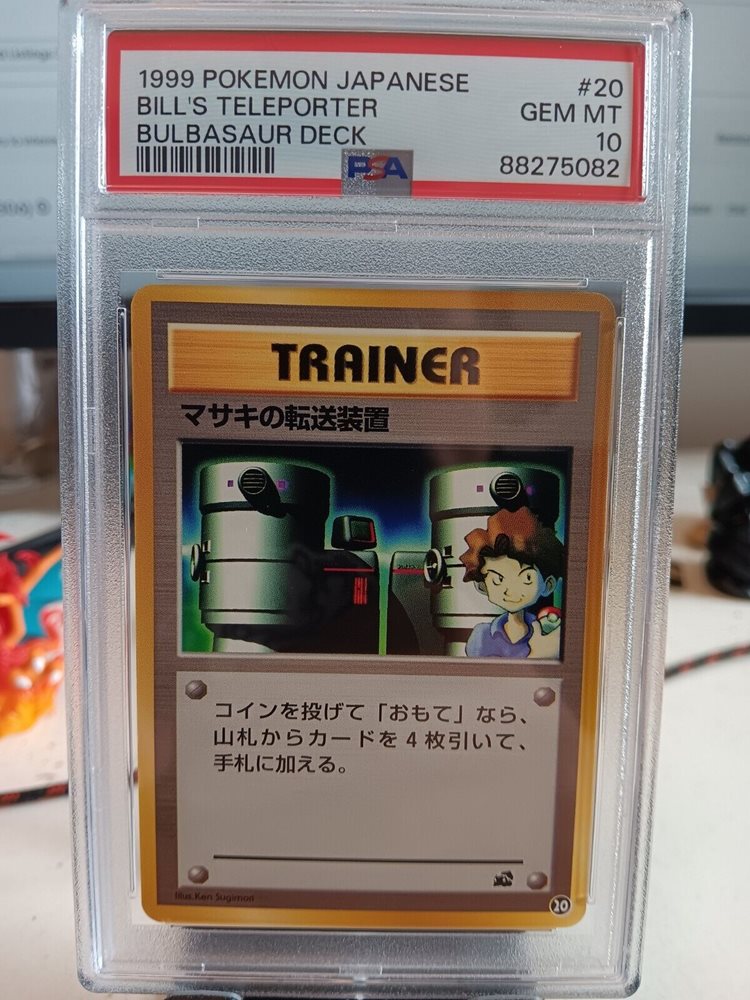 1999 POKEMON JAPANESE #20
BILL'S TELEPORTER GEM MT
BULBASAUR DECK 10
PSA 88275082
TRAINER
マサキの転送装置
コインを投げて「おもて」なら、
山札からカードを4枚引いて、
手札に加える。
Illus.Ken Sugimori
20